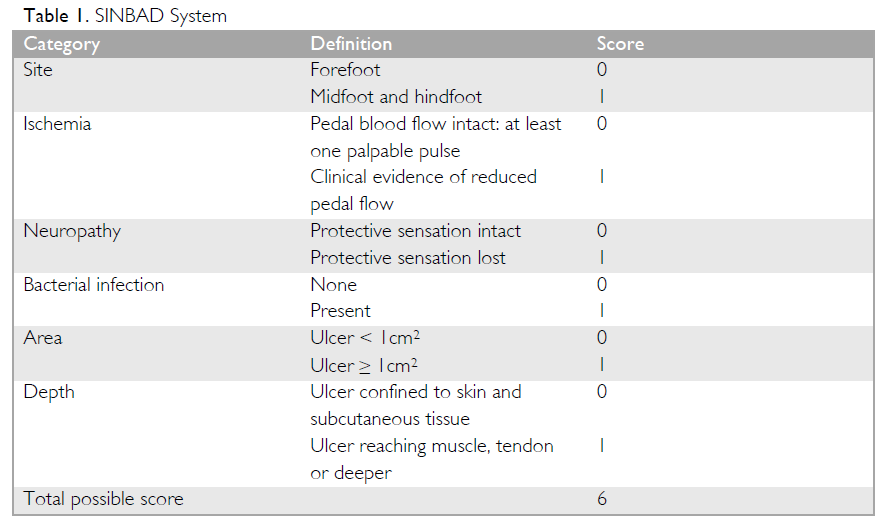 Table 1. SINBAD System
Category Definition Score
Site Forefoot 0
Midfoot and hindfoot 1
Ischemia Pedal blood flow intact: at least 0
one palpable pulse
Clinical evidence of reduced 1
pedal flow
Neuropathy Protective sensation intact 0
Protective sensation lost 1
Bacterial infection None 0
Present 1
Area Ulcer < 1cm² 0
Ulcer ≥ 1cm² 1
Depth Ulcer confined to skin and 0
subcutaneous tissue
Ulcer reaching muscle, tendon 1
or deeper
Total possible score 6